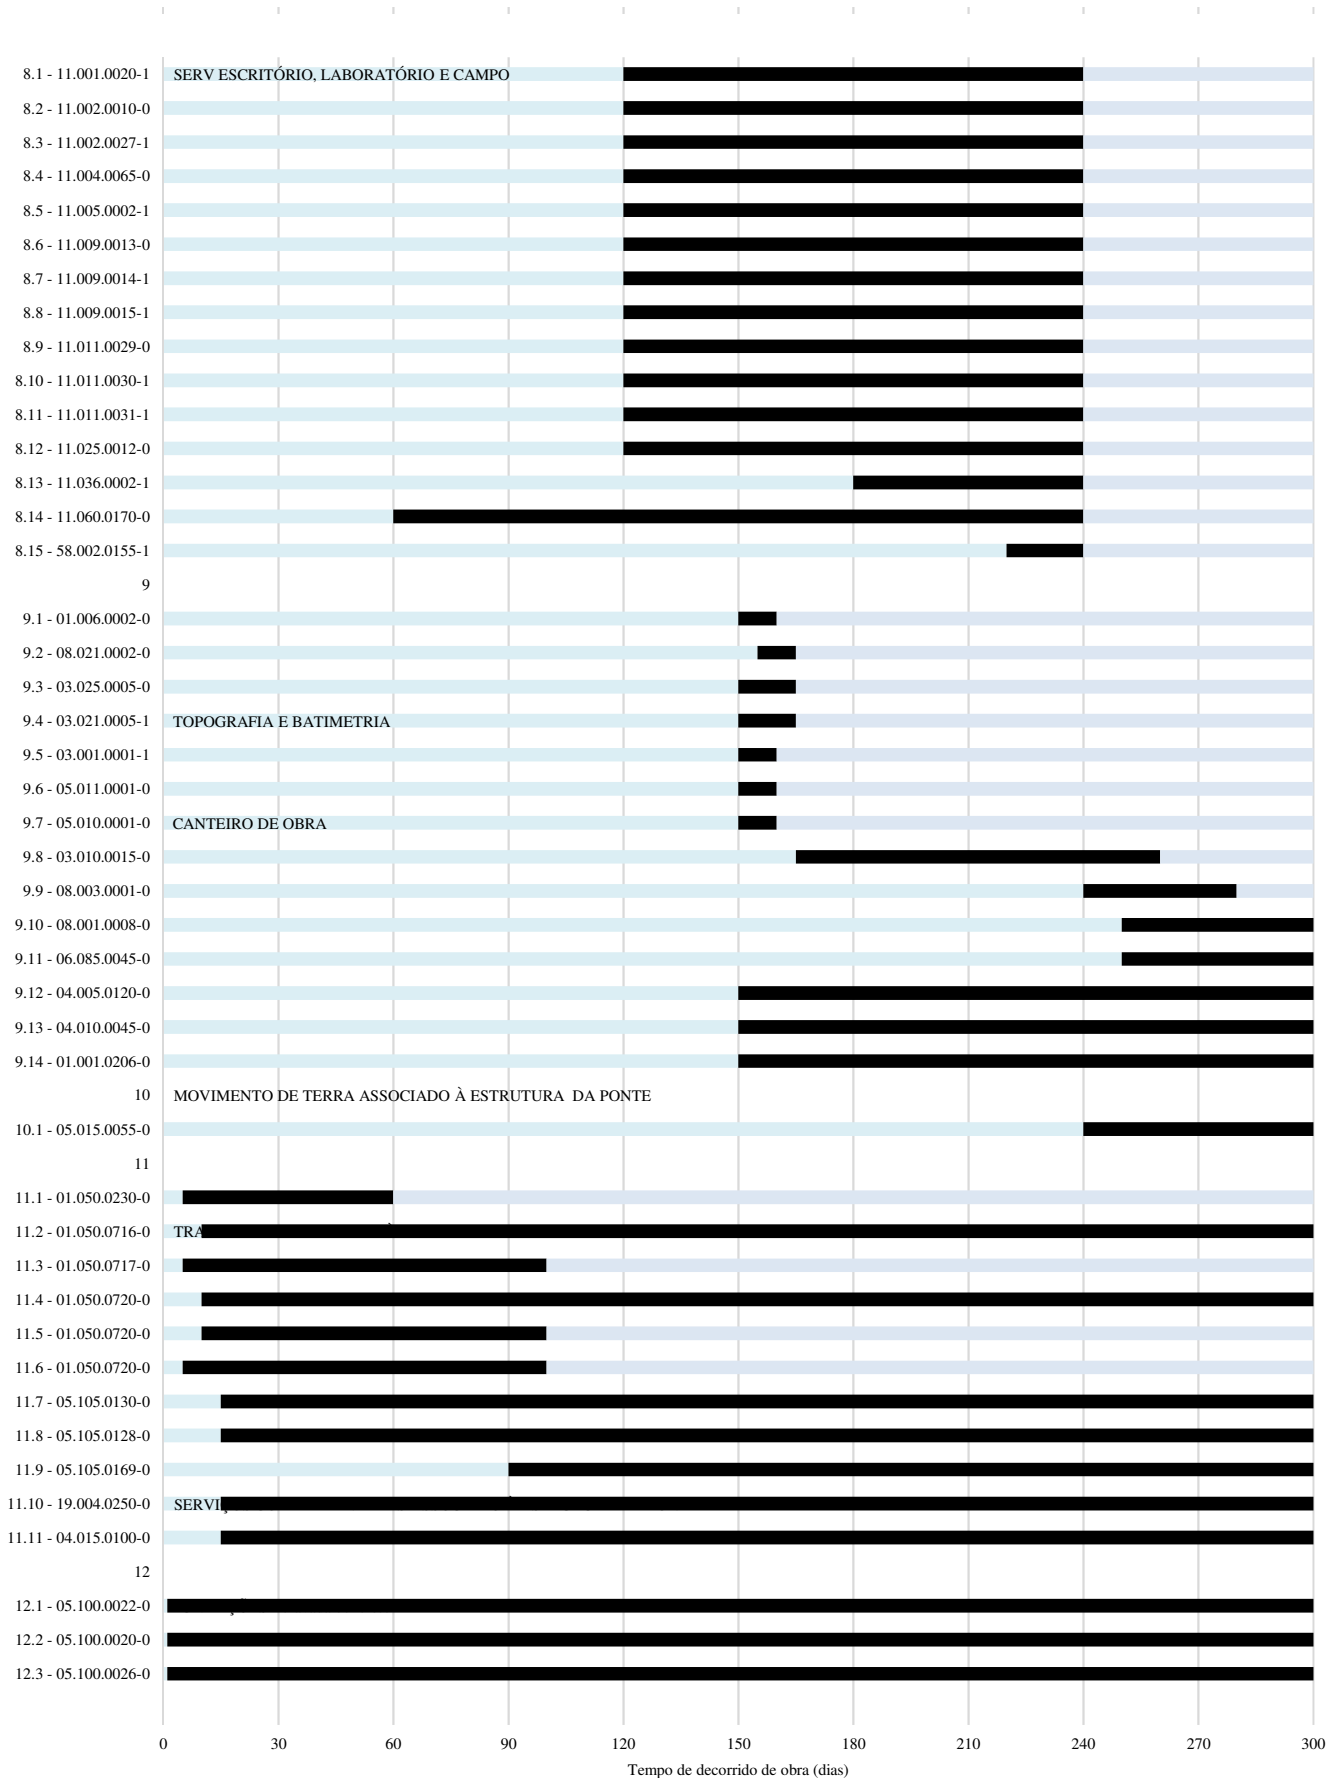 8.1 - 11.001.0020-1 SERV ESCRITÓRIO, LABORATÓRIO E CAMPO
8.2 - 11.002.0010-0
8.3 - 11.002.0027-1
8.4 - 11.004.0065-0
8.5 - 11.005.0002-1
8.6 - 11.009.0013-0
8.7 - 11.009.0014-1
8.8 - 11.009.0015-1
8.9 - 11.011.0029-0
8.10 - 11.011.0030-1
8.11 - 11.011.0031-1
8.12 - 11.025.0012-0
8.13 - 11.036.0002-1
8.14 - 11.060.0170-0
8.15 - 58.002.0155-1
9
9.1 - 01.006.0002-0
9.2 - 08.021.0002-0
9.3 - 03.025.0005-0
9.4 - 03.021.0005-1 TOPOGRAFIA E BATIMETRIA
9.5 - 03.001.0001-1
9.6 - 05.011.0001-0
9.7 - 05.010.0001-0 CANTEIRO DE OBRA
9.8 - 03.010.0015-0
9.9 - 08.003.0001-0
9.10 - 08.001.0008-0
9.11 - 06.085.0045-0
9.12 - 04.005.0120-0
9.13 - 04.010.0045-0
9.14 - 01.001.0206-0
10 MOVIMENTO DE TERRA ASSOCIADO À ESTRUTURA DA PONTE
10.1 - 05.015.0055-0
11
11.1 - 01.050.0230-0
11.2 - 01.050.0716-0
11.3 - 01.050.0717-0
11.4 - 01.050.0720-0
11.5 - 01.050.0720-0
11.6 - 01.050.0720-0
11.7 - 05.105.0130-0
11.8 - 05.105.0128-0
11.9 - 05.105.0169-0
11.10 - 19.004.0250-0
11.11 - 04.015.0100-0
12
12.1 - 05.100.0022-0
12.2 - 05.100.0020-0
12.3 - 05.100.0026-0
0 30 60 90 120 150 180 210 240 270 300
Tempo de decorrido de obra (dias)